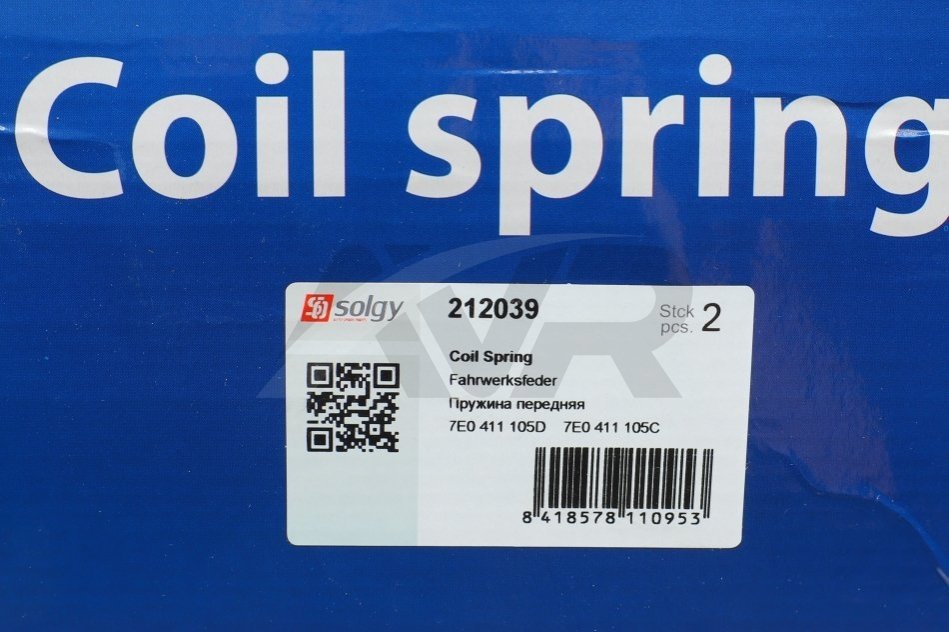 Coil spring
solgy
212039
Stck
pcs. 2
Coil Spring
Fahrwerksfeder
Пружина передняя
7E0 411 105D 7E0 411 105C
8 418578 110953
AVR